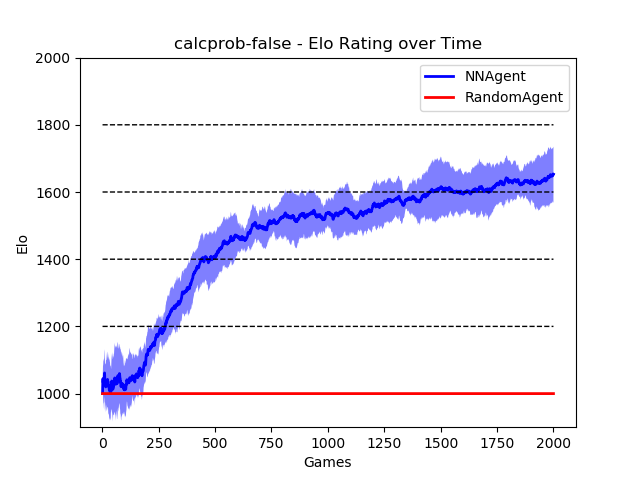 calcprob-false - Elo Rating over Time
NNAgent
RandomAgent
2000
1800
1600
1400
1200
1000
Elo
0 250 500 750 1000 1250 1500 1750 2000
Games